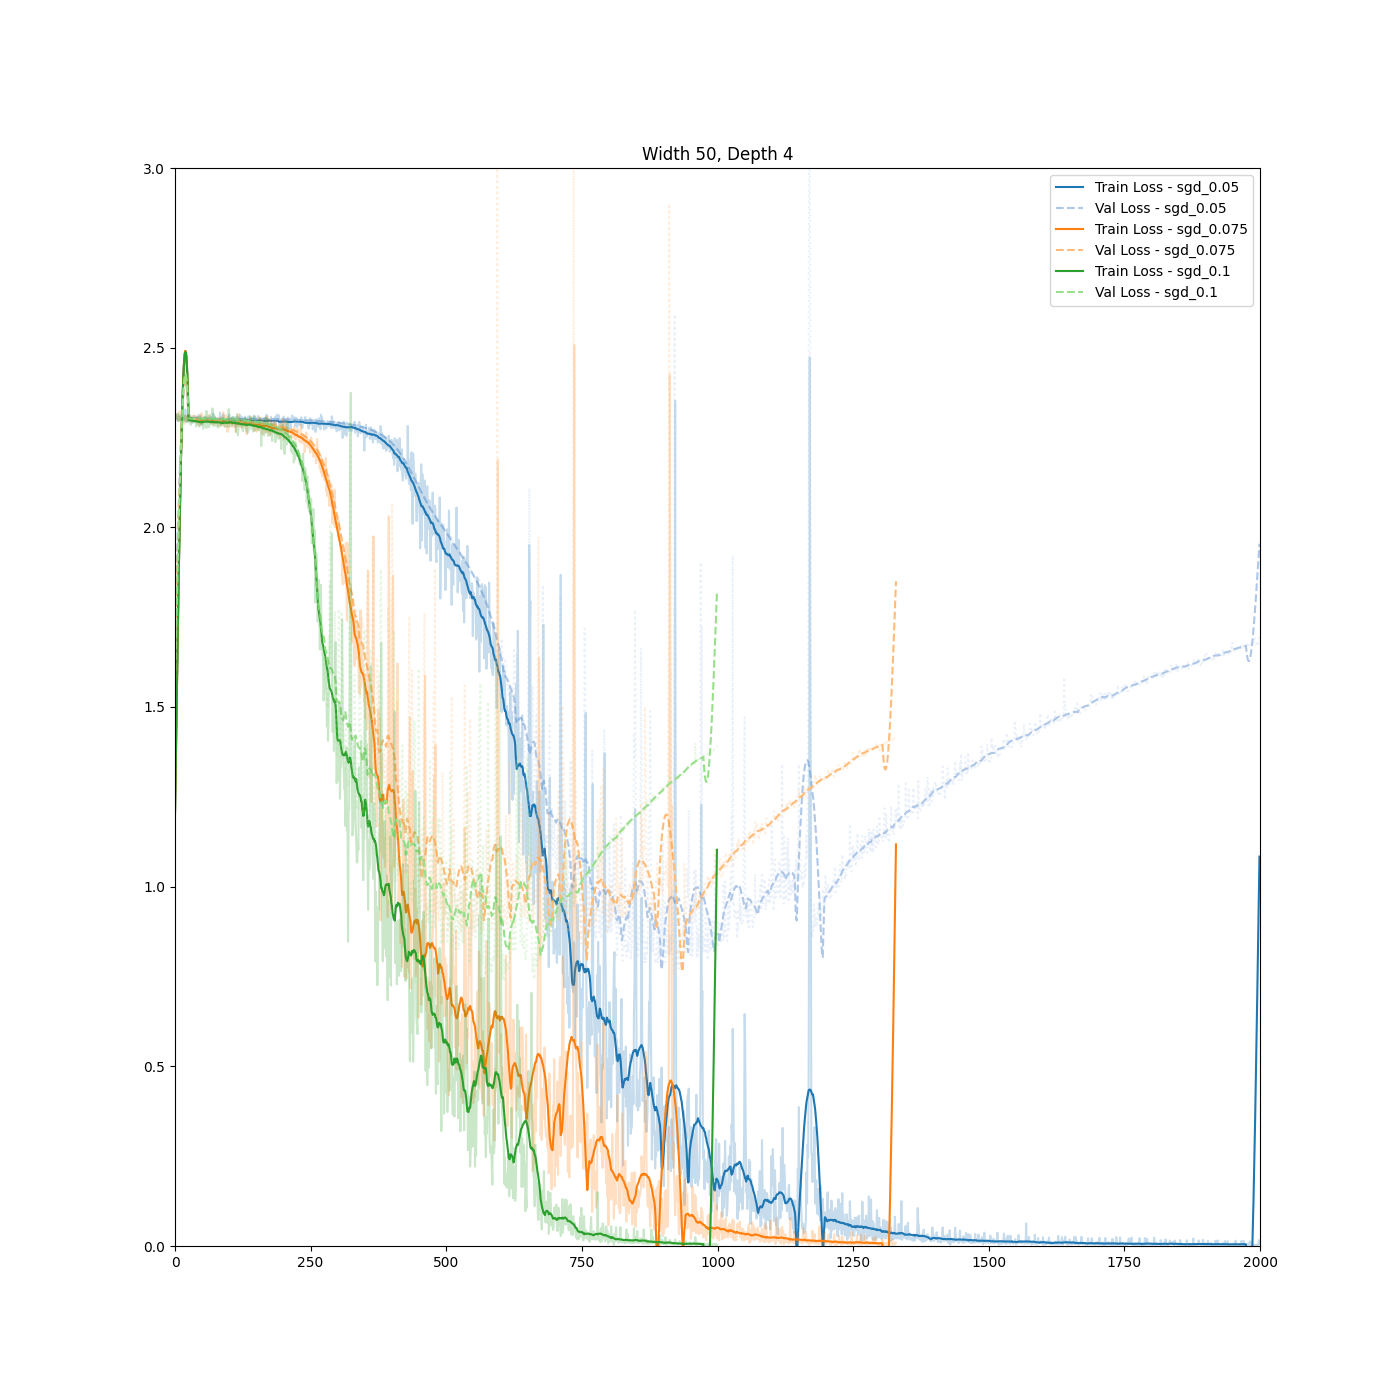 Width 50, Depth 4
3.0
2.5
2.0
1.5
1.0
0.5
0.0
Train Loss - sgd_0.05
Val Loss - sgd_0.05
Train Loss - sgd_0.075
Val Loss - sgd_0.075
Train Loss - sgd_0.1
Val Loss - sgd_0.1
0 250 500 750 1000 1250 1500 1750 2000